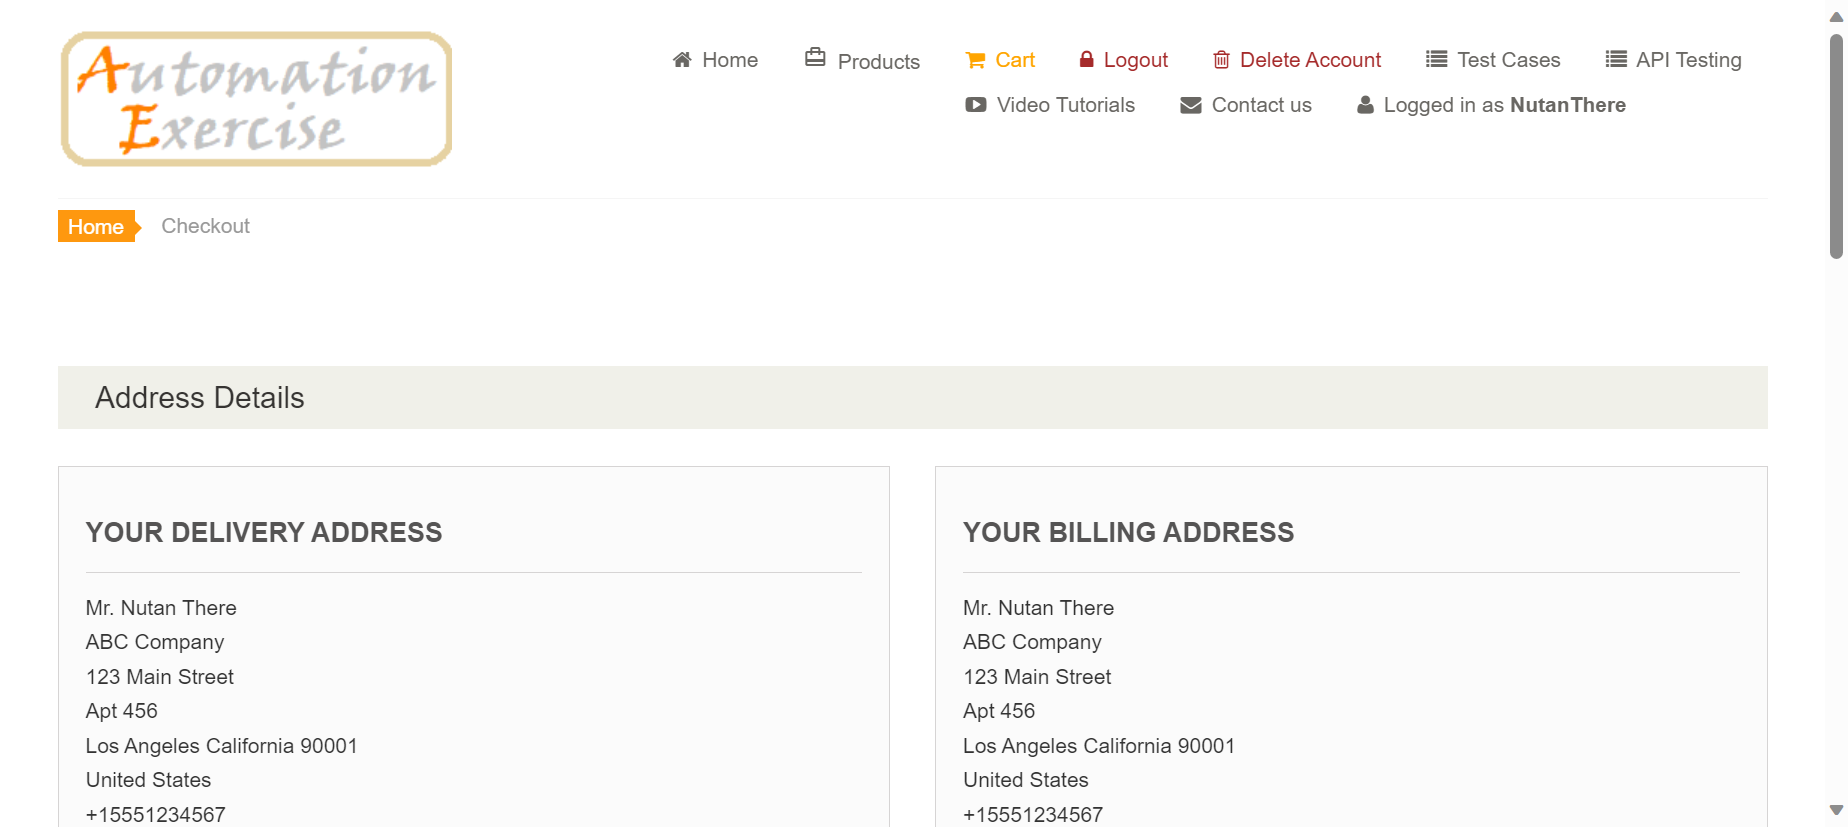 Automation
Exercise
Home Products Cart Logout Delete Account Test Cases API Testing
Video Tutorials Contact us Logged in as NutanThere
Home Checkout
Address Details
YOUR DELIVERY ADDRESS
Mr. Nutan There
ABC Company
123 Main Street
Apt 456
Los Angeles California 90001
United States
+15551234567
YOUR BILLING ADDRESS
Mr. Nutan There
ABC Company
123 Main Street
Apt 456
Los Angeles California 90001
United States
+15551234567